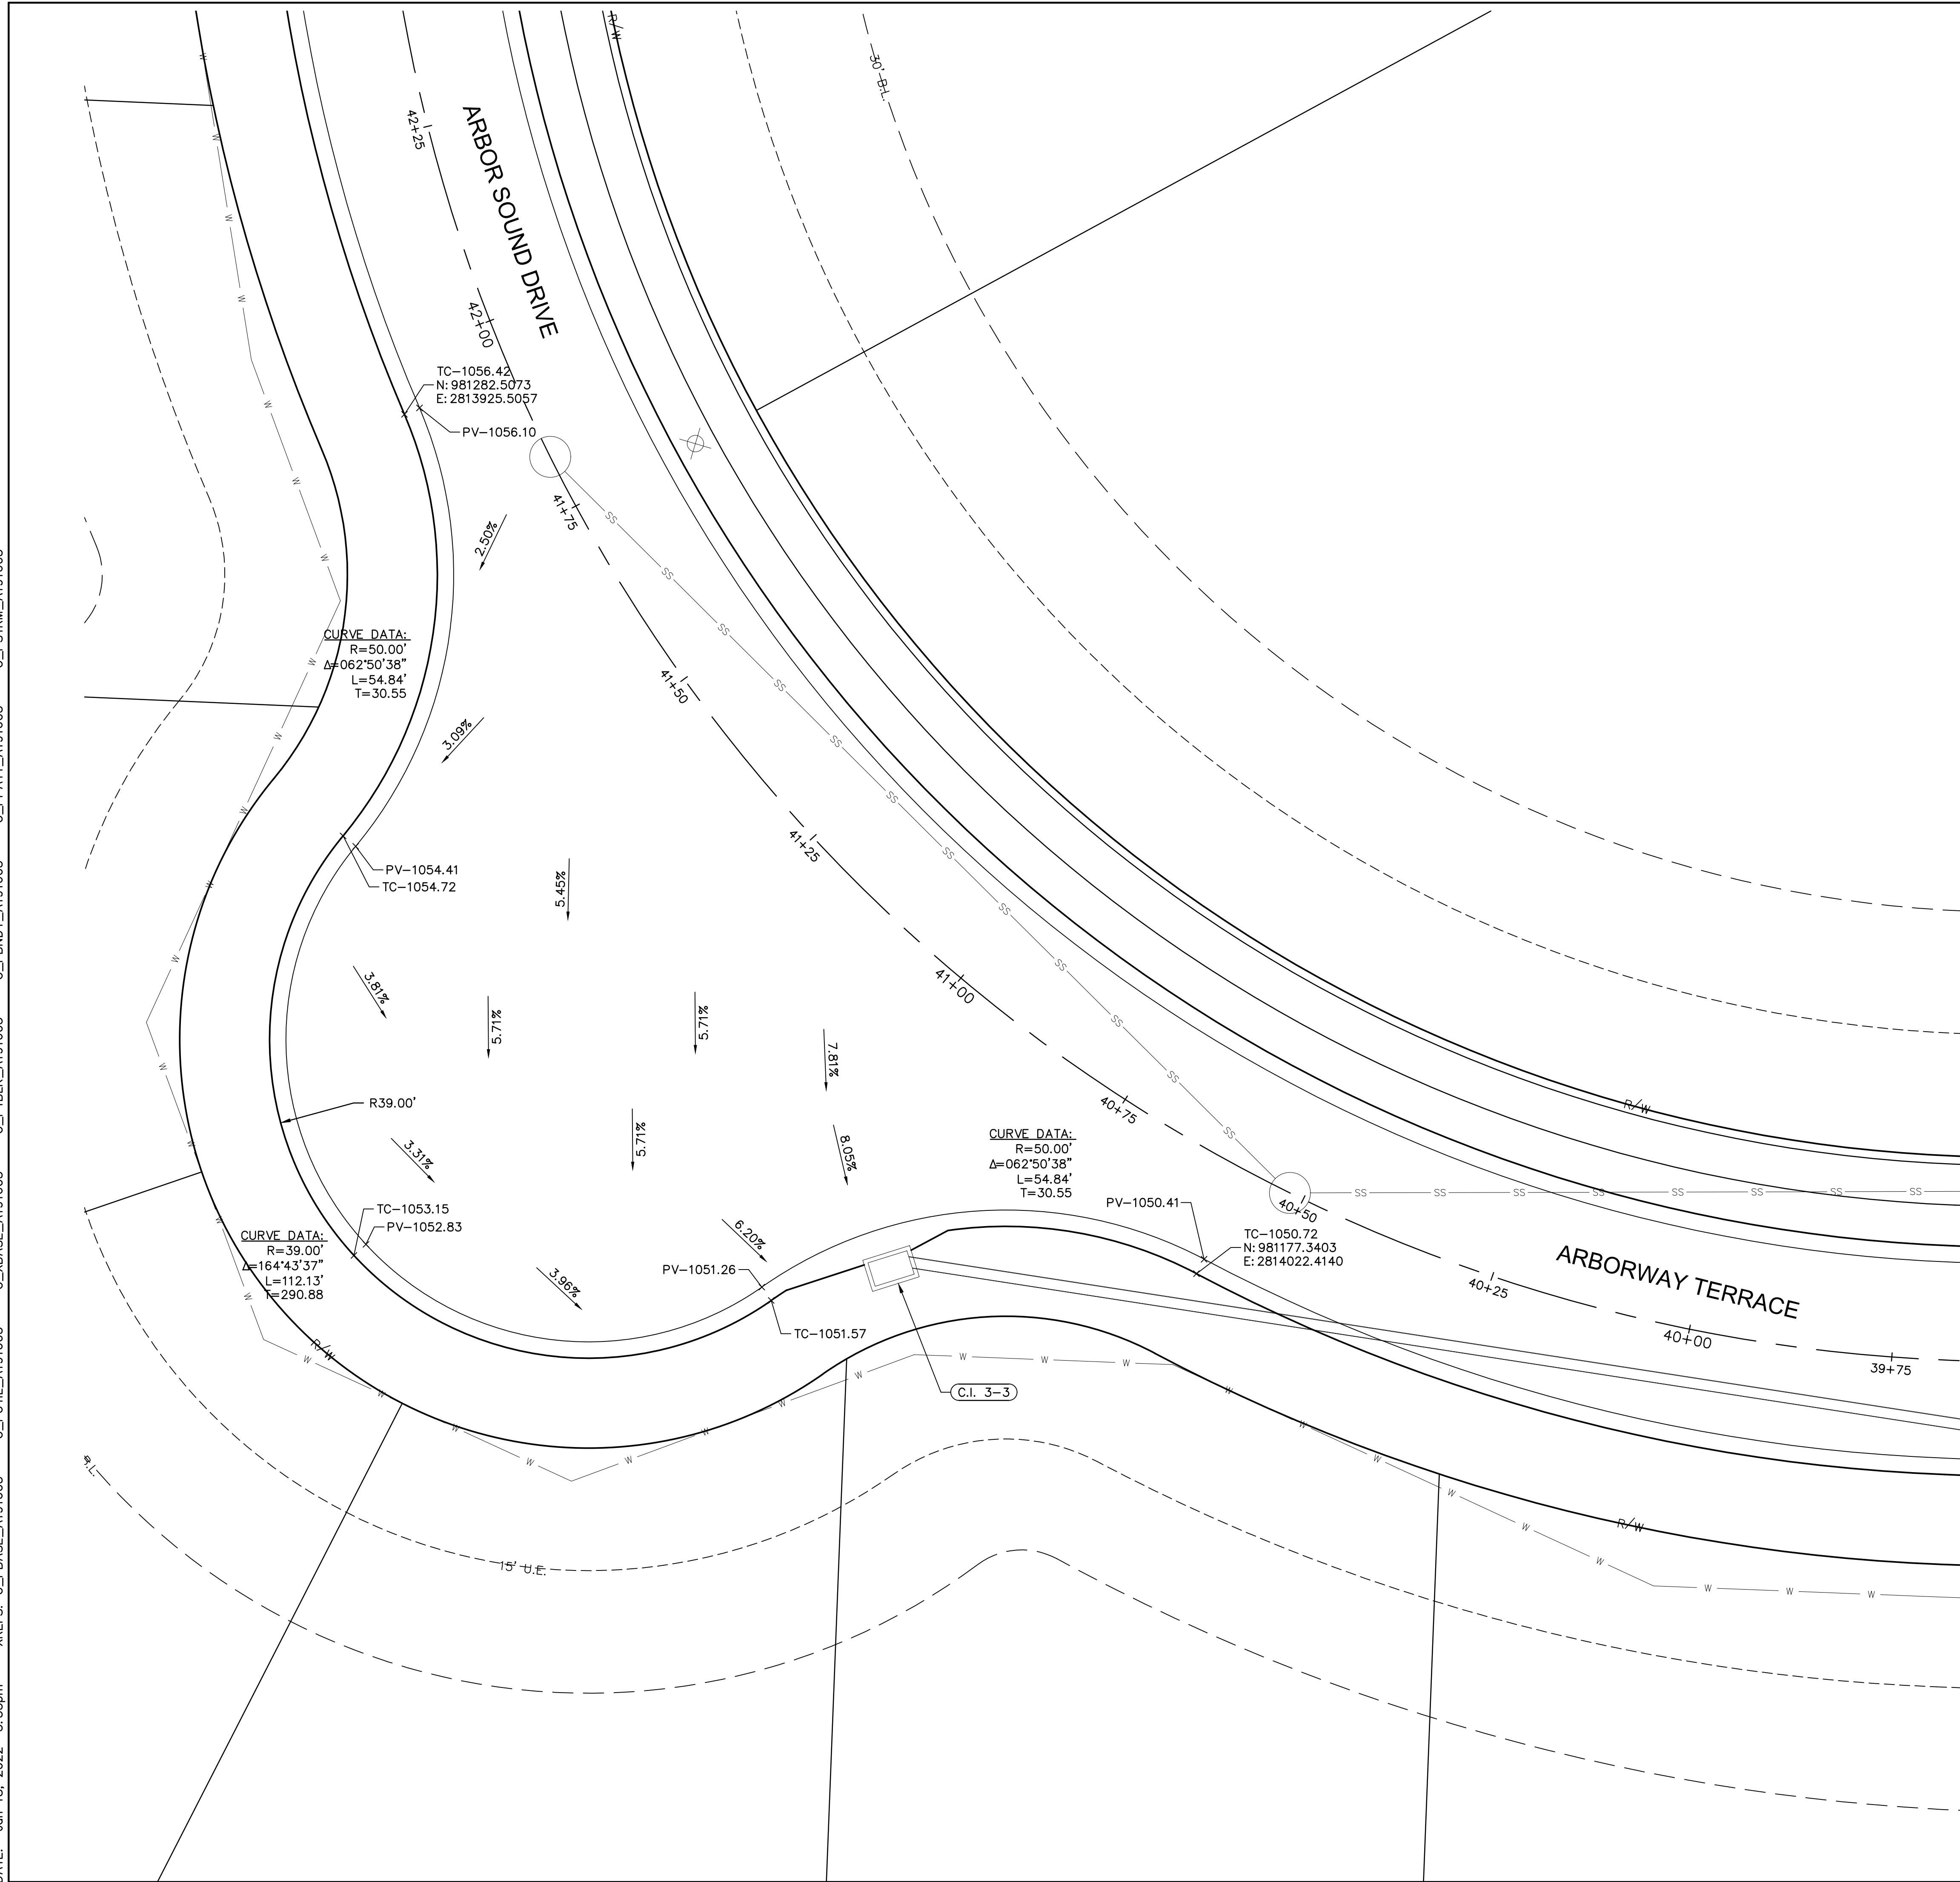 R/W
30' B.L.
42+25
ARBOR SOUND DRIVE
42+00
TC-1056.42
N: 981282.5073
E: 2813925.5057
PV-1056.10
41+75
2.50%
SS
CURVE DATA:
R=50.00'
Δ=062°50'38"
L=54.84'
T=30.55
41+50
3.09%
41+25
PV-1054.41
TC-1054.72
5.45%
3.81%
5.71%
5.71%
41+00
7.81%
R39.00'
40+75
R/W
3.31%
5.71%
8.05%
CURVE DATA:
R=50.00'
Δ=062°50'38"
L=54.84'
T=30.55
PV-1050.41
40+50
TC-1053.15
PV-1052.83
6.20%
TC-1050.72
N: 981177.3403
E: 2814022.4140
ARBORWAY TERRACE
CURVE DATA:
R=39.00'
Δ=164°43'37"
L=112.13'
T=290.88
PV-1051.26
3.96%
40+25
TC-1051.57
40+00
R/W
39+75
C.I. 3-3
W
B.L.
R/W
15' U.E.